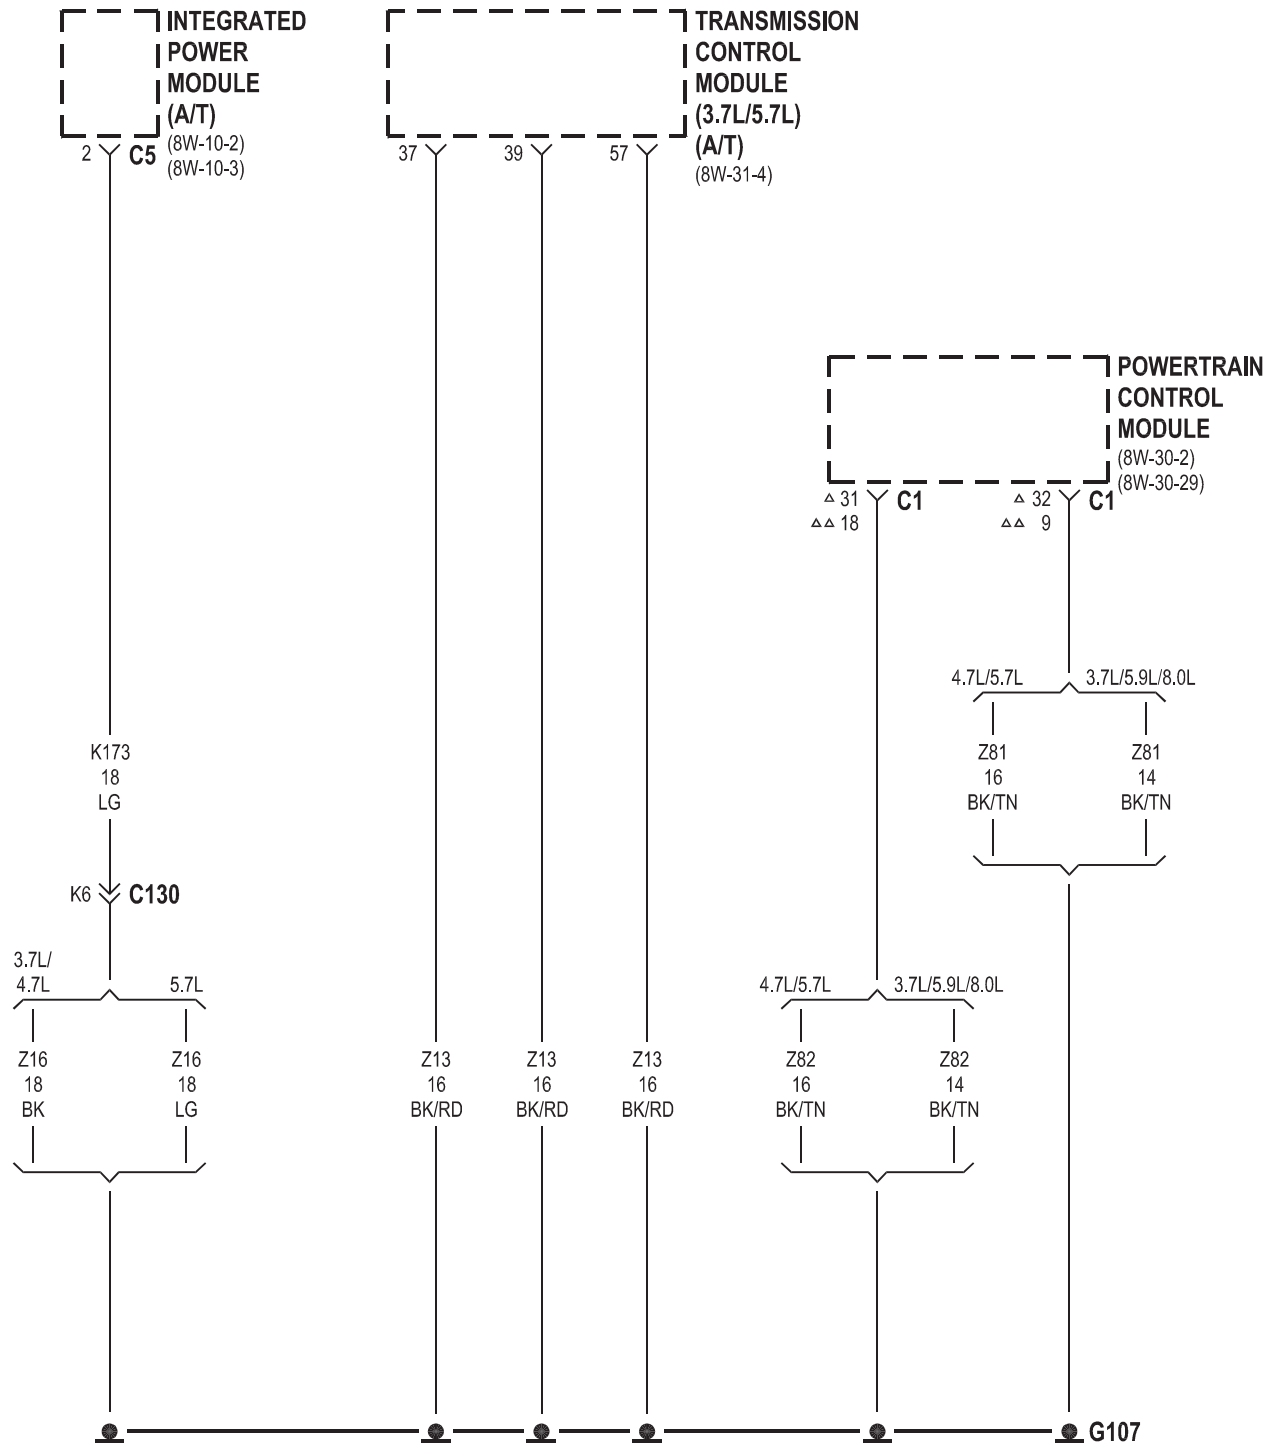 INTEGRATED
POWER
MODULE
(A/T)
(8W-10-2)
(8W-10-3)
2 C5
TRANSMISSION
CONTROL
MODULE
(3.7L/5.7L)
(A/T)
(8W-31-4)
37 39 57
POWERTRAIN
CONTROL
MODULE
(8W-30-2)
(8W-30-29)
△ 31 C1 △ 32 C1
△△ 18 △△ 9
4.7L/5.7L 3.7L/5.9L/8.0L
Z81 Z81
16 14
BK/TN BK/TN
K173
18
LG
K6 C130
3.7L/
4.7L 5.7L
4.7L/5.7L 3.7L/5.9L/8.0L
Z16 Z16 Z13 Z13 Z13 Z82 Z82
18 18 16 16 16 16 14
BK LG BK/RD BK/RD BK/RD BK/TN BK/TN
G107